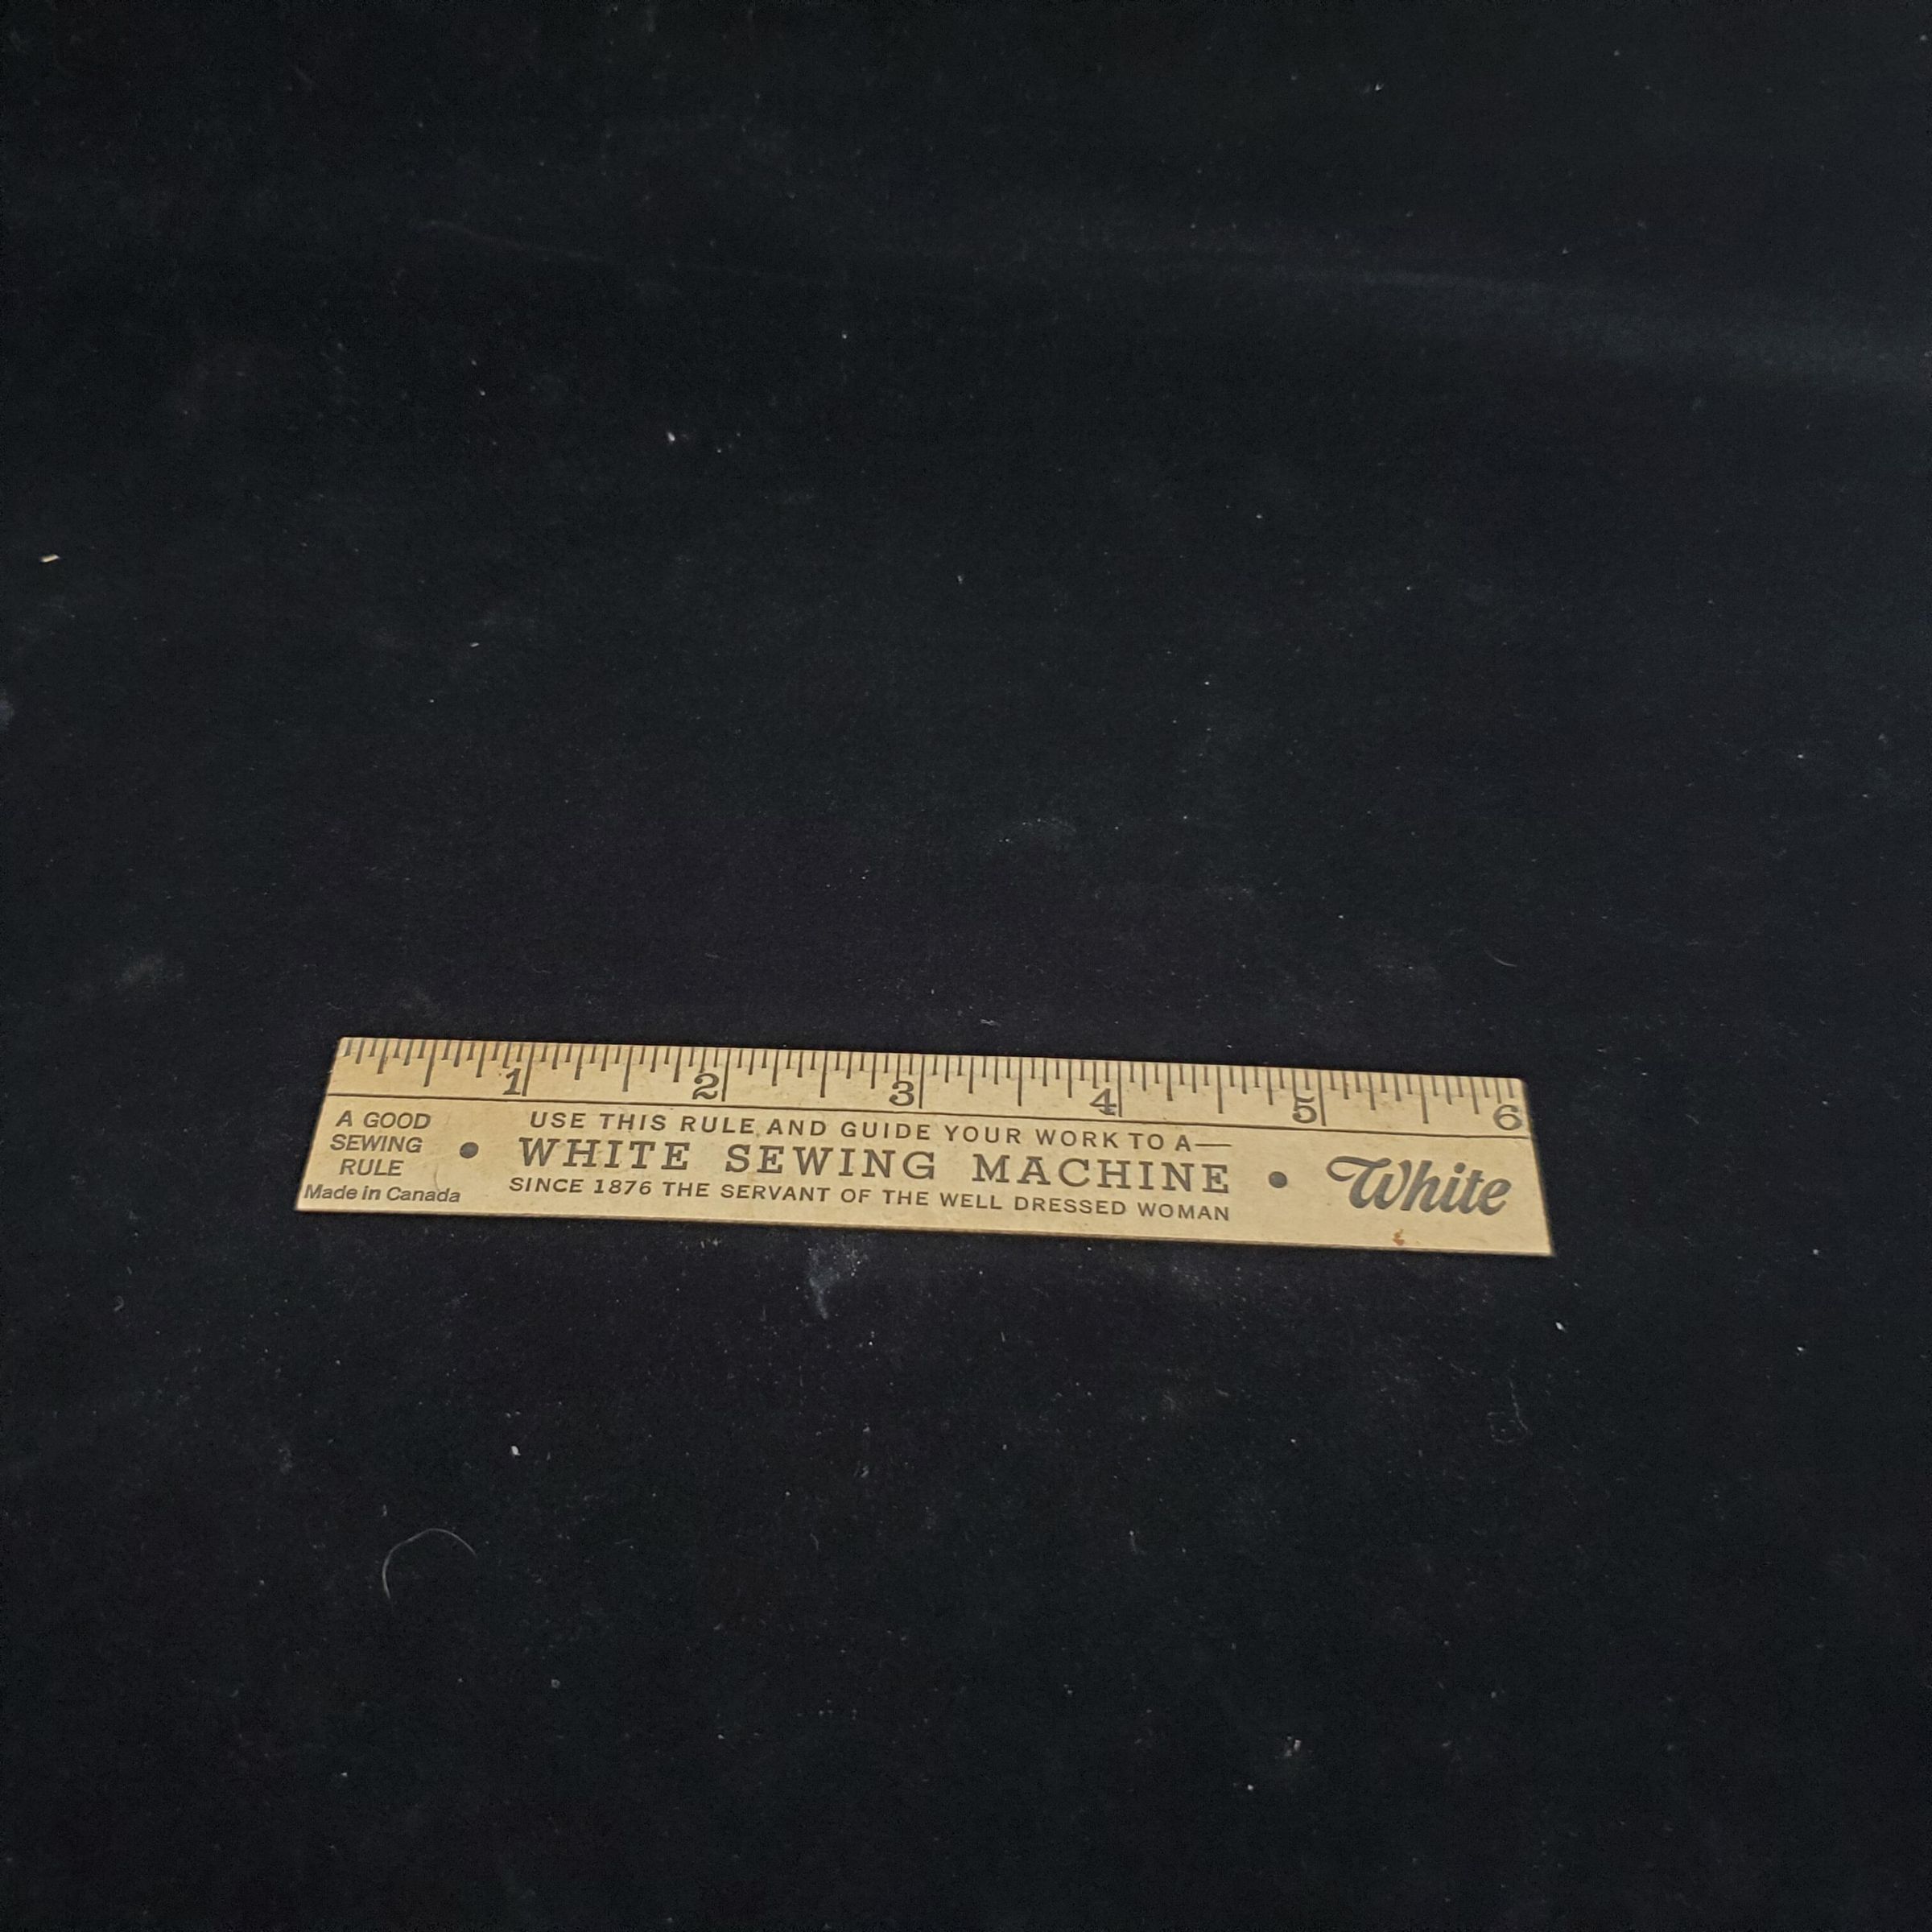 1 2 3 4 5 6
A GOOD
SEWING
RULE
Made in Canada
USE THIS RULE AND GUIDE YOUR WORK TO A—
• WHITE SEWING MACHINE •
SINCE 1876 THE SERVANT OF THE WELL DRESSED WOMAN
White